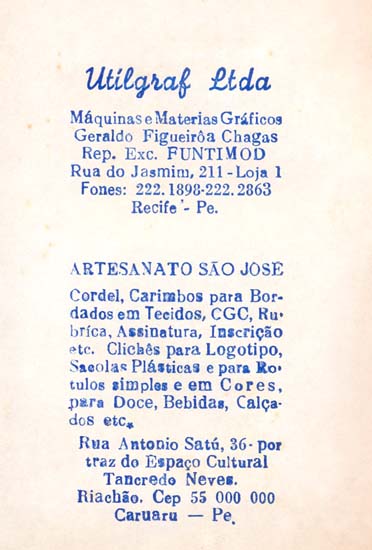 Utilgraf Ltda
Máquinas e Materias Gráficos
Geraldo Figueirôa Chagas
Rep. Exc. FUNTIMOD
Rua do Jasmim, 211 - Loja 1
Fones: 222.1898-222.2863
Recife - Pe.
ARTESANATO SÃO JOSÉ
Cordel, Carimbos para Bor-
dados em Tecidos, CGC, Ru-
bríca, Assinatura, Inscrição
etc. Clichês para Logotipo,
Sacolas Plásticas e para Ro-
tulos simples e em Cores,
para Doce, Bebidas, Calça-
dos etc.
Rua Antonio Satú, 36 - por
traz do Espaço Cultural
Tancredo Neves.
Riachão. Cep 55 000 000
Caruaru — Pe.